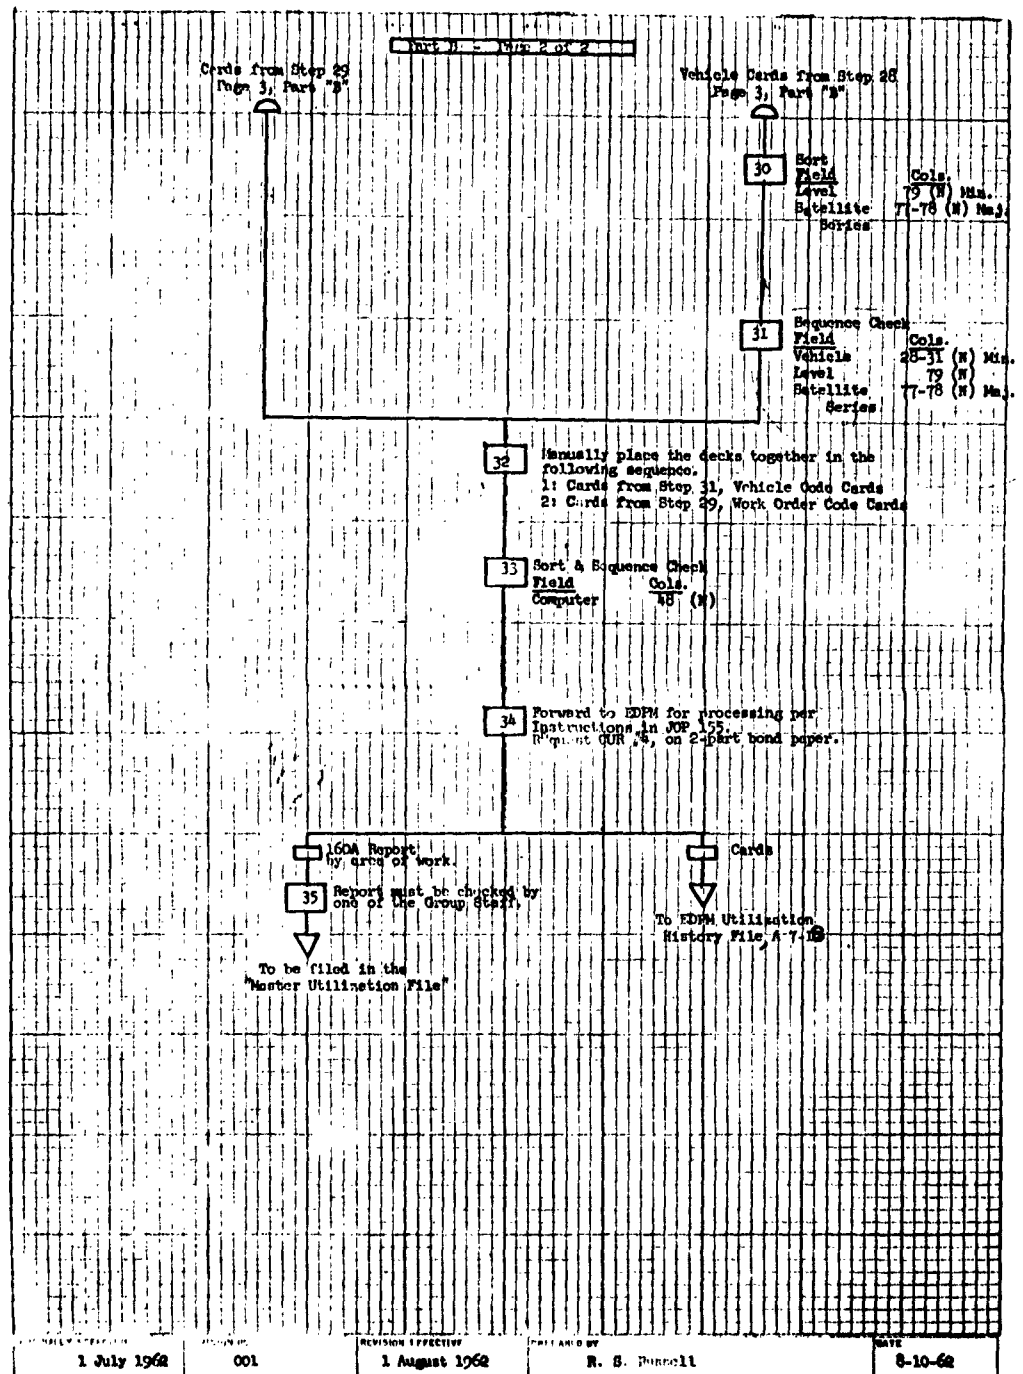 Part D - Page 2 of 2
Cards from Step 29
Page 3, Part "B"
Vehicle Cards from Step 28
Page 3, Part "B"
30
Sort
Field Cols.
Level 79 (N) Min.
Satellite 77-78 (N) Maj.
Series
31
Sequence Check
Field Cols.
Vehicle 28-31 (N) Min.
Level 79 (N)
Satellite 77-78 (N) Maj.
Series
32
Manually place the decks together in the
following sequence.
1: Cards from Step 31, Vehicle Code Cards
2: Cards from Step 29, Work Order Code Cards
33
Sort & Sequence Check
Field Cols.
Computer 48 (N)
34
Forward to EDPM for processing per
Instructions in JOP 155.
Request CUR #4, on 2-part bond paper.
160A Report
by area of work.
Cards
35
Report must be checked by
one of the Group Staff.
To EDPM Utilization
History File, A-7-
To be filed in the
"Master Utilization File"
REVISION EFFECTIVE
PREPARED BY
DATE
1 July 1962
001
1 August 1962
R. S.
8-10-62